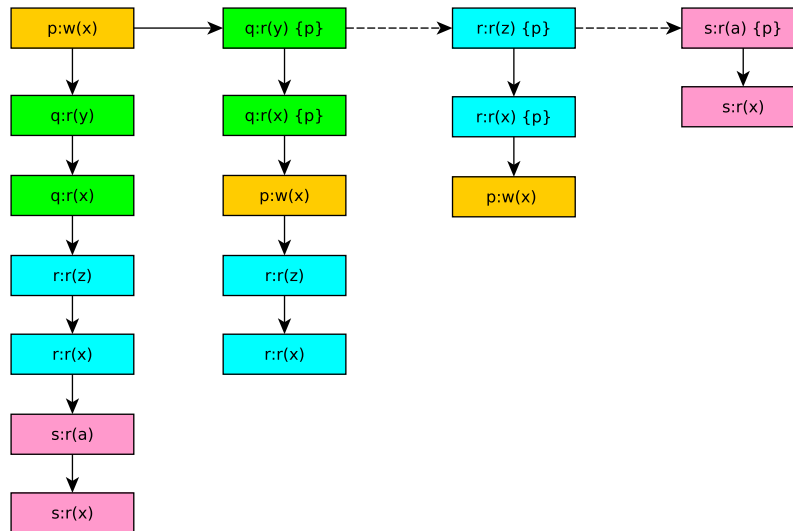 p:w(x)
q:r(y) {p}
r:r(z) {p}
s:r(a) {p}
q:r(y)
q:r(x) {p}
r:r(x) {p}
s:r(x)
q:r(x)
p:w(x)
p:w(x)
r:r(z)
r:r(z)
r:r(x)
r:r(x)
s:r(a)
s:r(x)